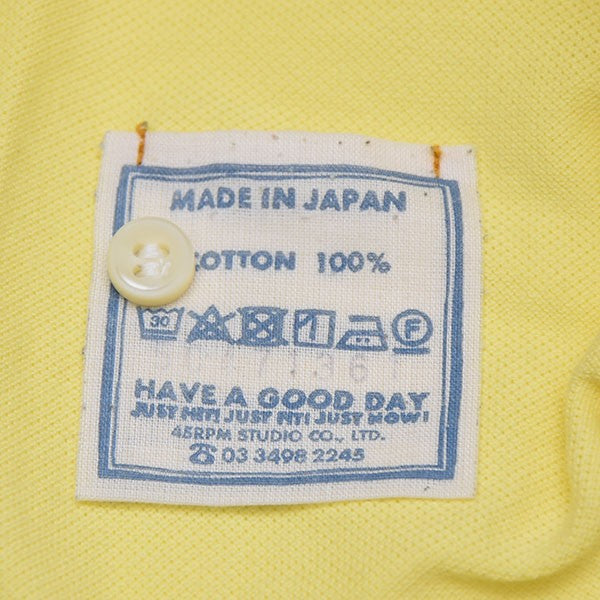 MADE IN JAPAN
COTTON 100%
30 F
HAVE A GOOD DAY
JUST HIT! JUST FIT! JUST NOW!
45RPM STUDIO CO., LTD.
☎ 03 3498 2245